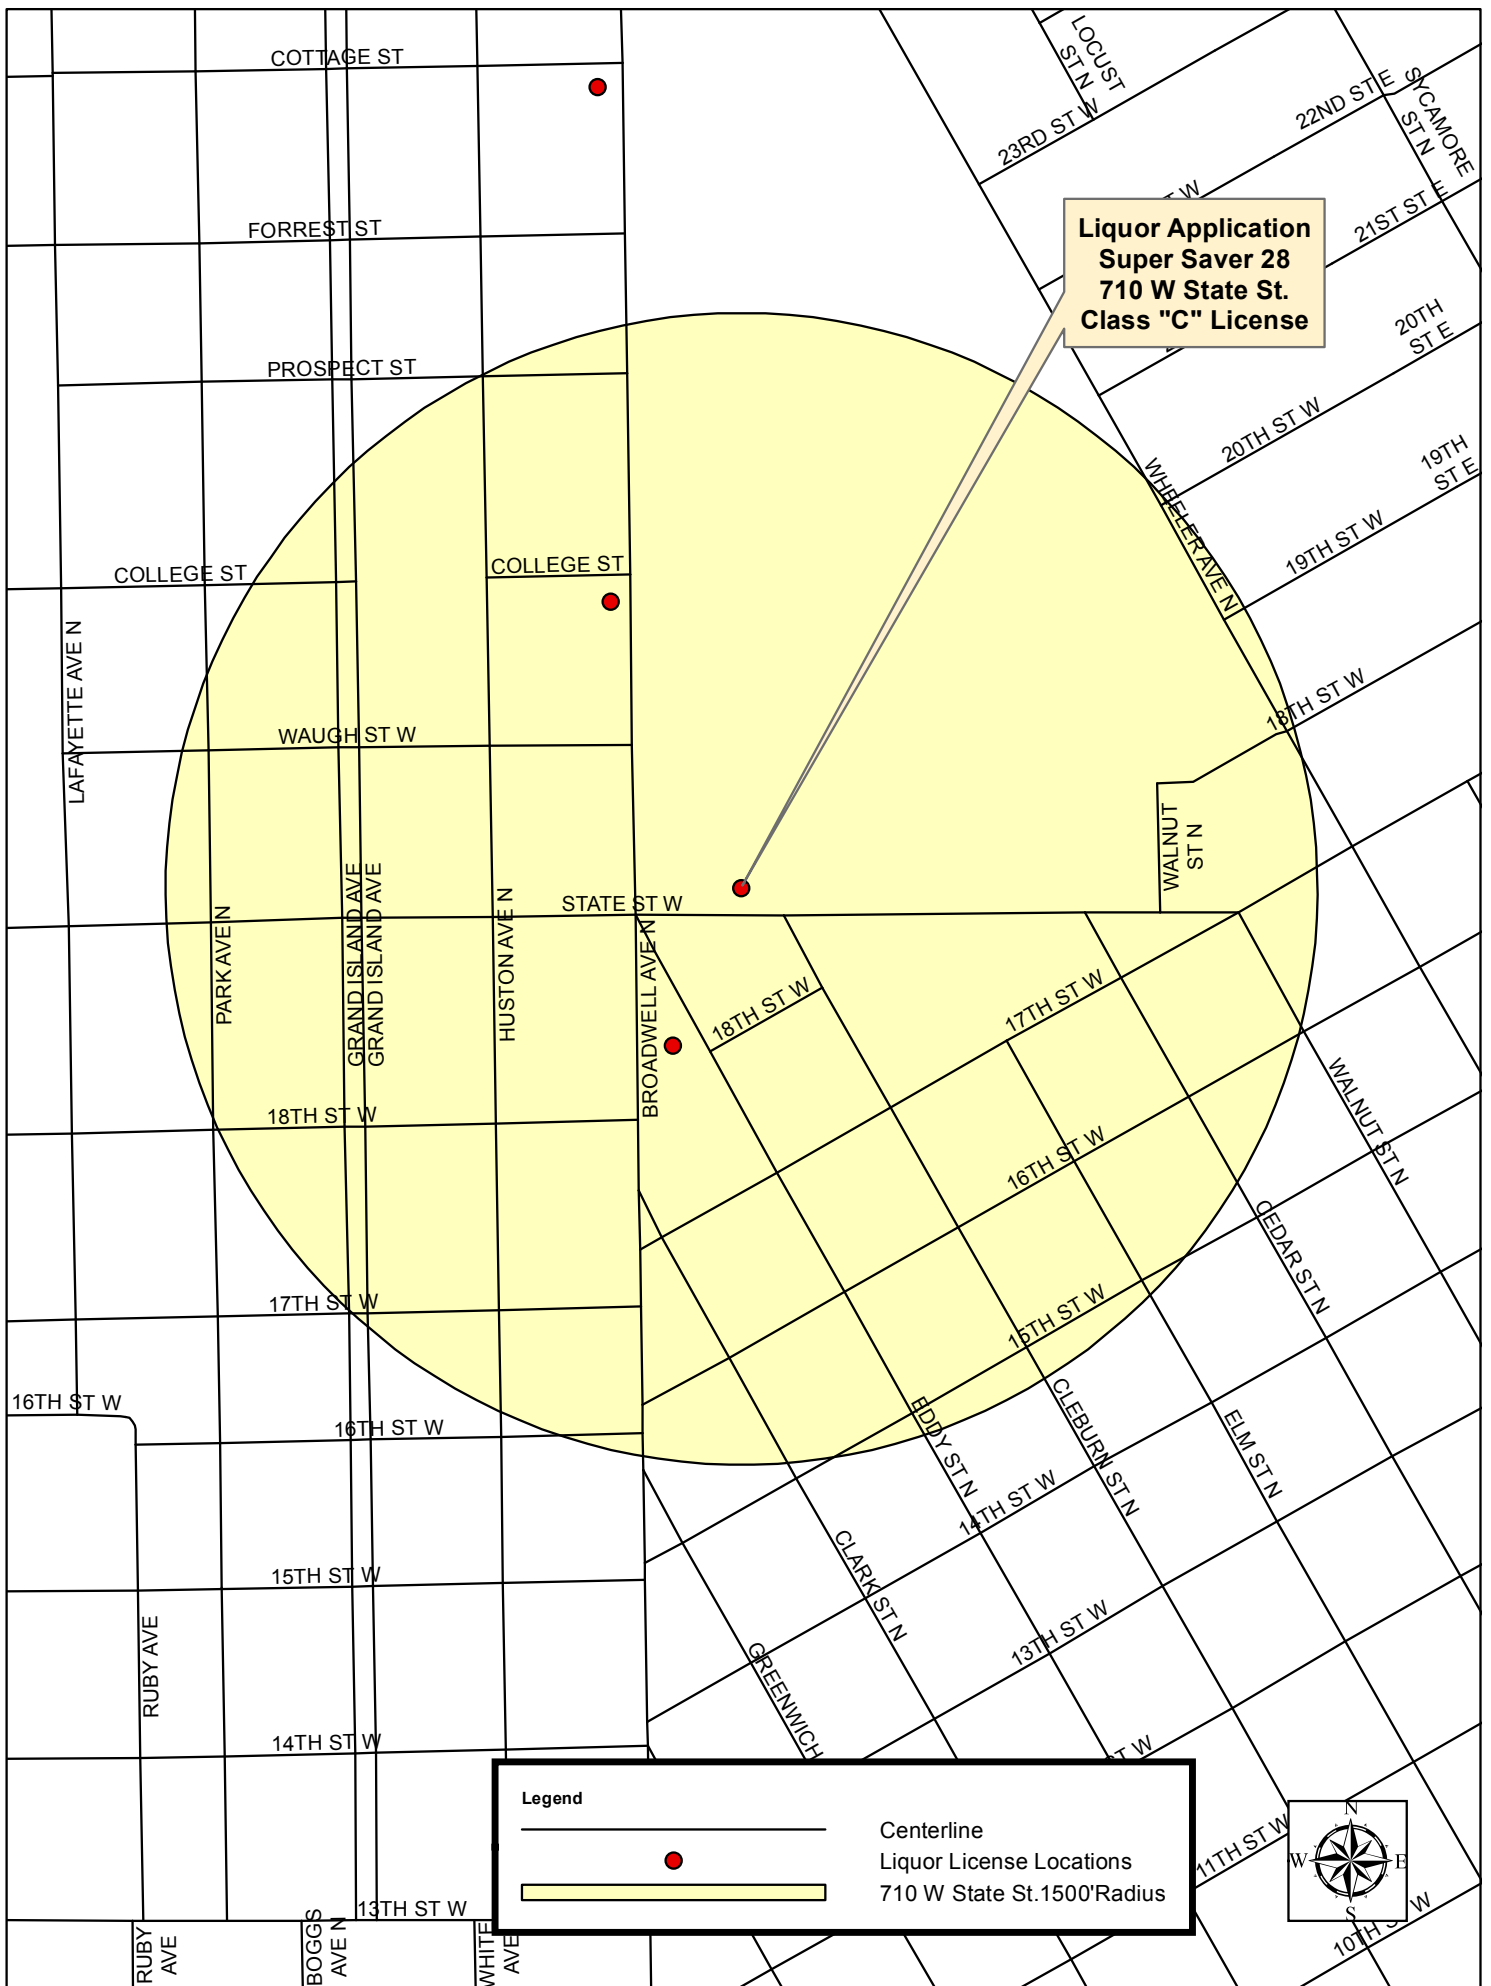 COTTAGE ST
LOCUST
ST N
23RD ST W
22ND ST E
SYCAMORE
ST N
FORREST ST
T W
21ST ST E
Liquor Application
Super Saver 28
710 W State St.
Class "C" License
PROSPECT ST
20TH
ST E
20TH ST W
19TH
ST E
WHEELER AVE N
19TH ST W
COLLEGE ST
COLLEGE ST
LAFAYETTE AVE N
18TH ST W
WAUGH ST W
WALNUT
ST N
STATE ST W
PARK AVE N
GRAND ISLAND AVE
GRAND ISLAND AVE
HUSTON AVE N
BROADWELL AVE N
18TH ST W
17TH ST W
18TH ST W
16TH ST W
WALNUT ST N
CEDAR ST N
17TH ST W
15TH ST W
16TH ST W
16TH ST W
EDDY ST N
CLEBURN ST N
ELM ST N
14TH ST W
CLARK ST N
15TH ST W
RUBY AVE
13TH ST W
GREENWICH
14TH ST W
ST W
Legend
Centerline
Liquor License Locations
710 W State St.1500'Radius
11TH ST W
N
W
E
S
13TH ST W
RUBY
AVE
BOGGS
AVE N
WHITE
AVE
10TH S W